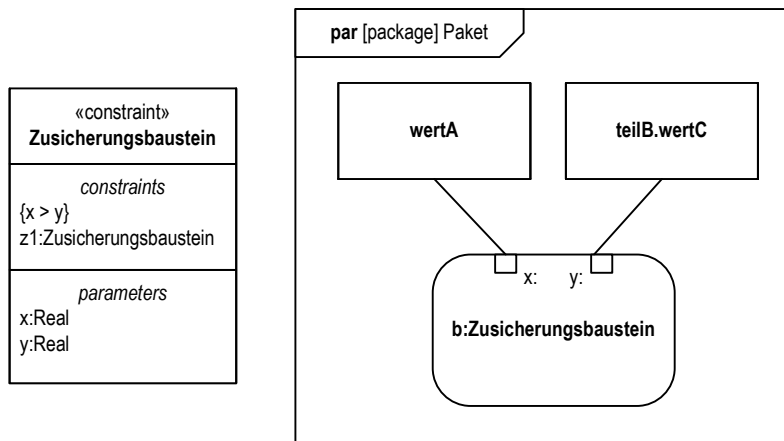 «constraint»
Zusicherungsbaustein
constraints
{x > y}
z1:Zusicherungsbaustein
parameters
x:Real
y:Real
par [package] Paket
wertA
teilB.wertC
x:
y:
b:Zusicherungsbaustein